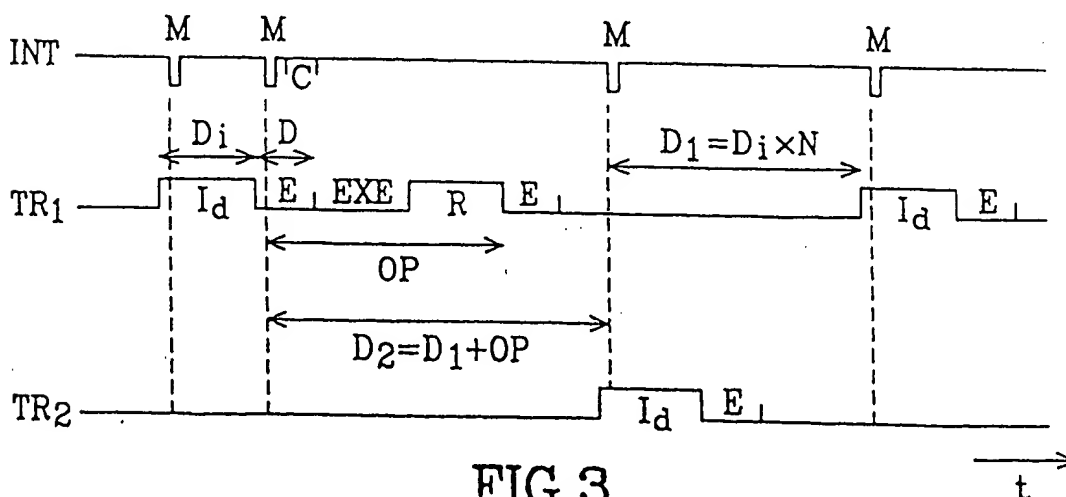 M M M M
INT
C
Di D D1=Di×N
TR1 Id E EXE R E Id E
OP
D2=D1+OP
TR2 Id E
FIG.3
t